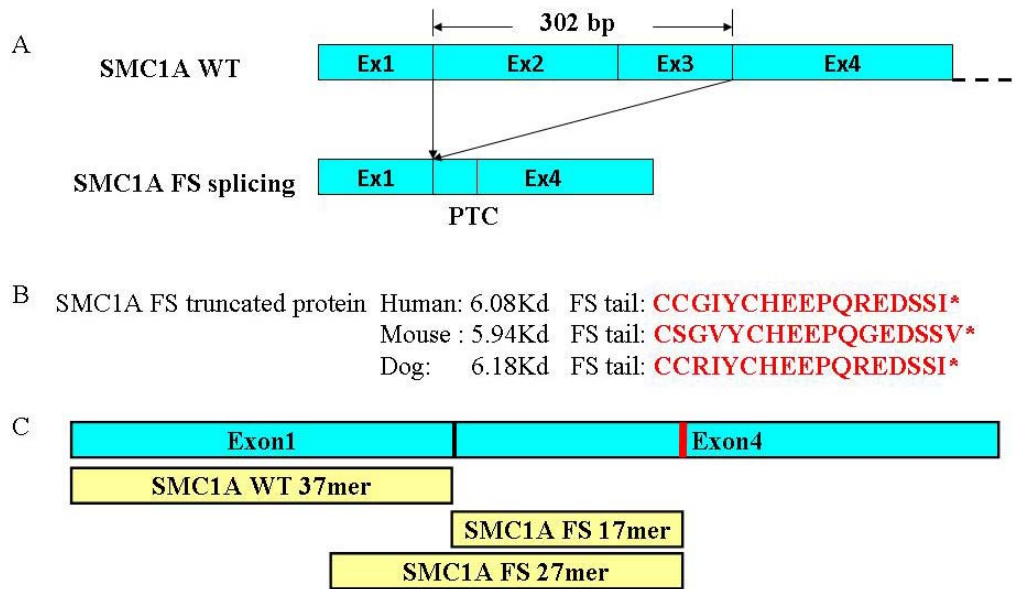 A
302 bp
SMC1A WT
Ex1 Ex2 Ex3 Ex4
SMC1A FS splicing
Ex1 Ex4
PTC
B
SMC1A FS truncated protein Human: 6.08Kd FS tail: CCGIYCHEEPQREDSSI*
Mouse : 5.94Kd FS tail: CSGVYCHEEPQGEDSSV*
Dog: 6.18Kd FS tail: CCRIYCHEEPQREDSSI*
C
Exon1 Exon4
SMC1A WT 37mer
SMC1A FS 17mer
SMC1A FS 27mer